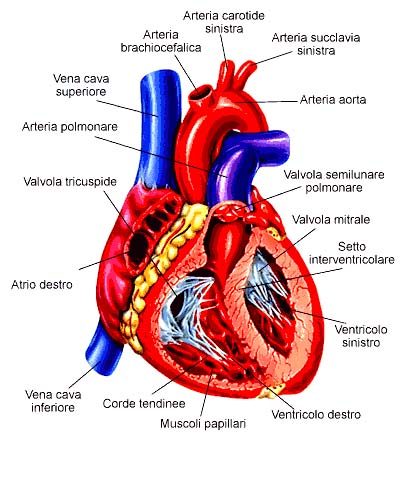 Arteria carotide
sinistra
Arteria
brachiocefalica
Arteria succlavia
sinistra
Vena cava
superiore
Arteria aorta
Arteria polmonare
Valvola semilunare
polmonare
Valvola tricuspide
Valvola mitrale
Setto
interventricolare
Atrio destro
Ventricolo
sinistro
Vena cava
inferiore
Corde tendinee
Muscoli papillari
Ventricolo destro